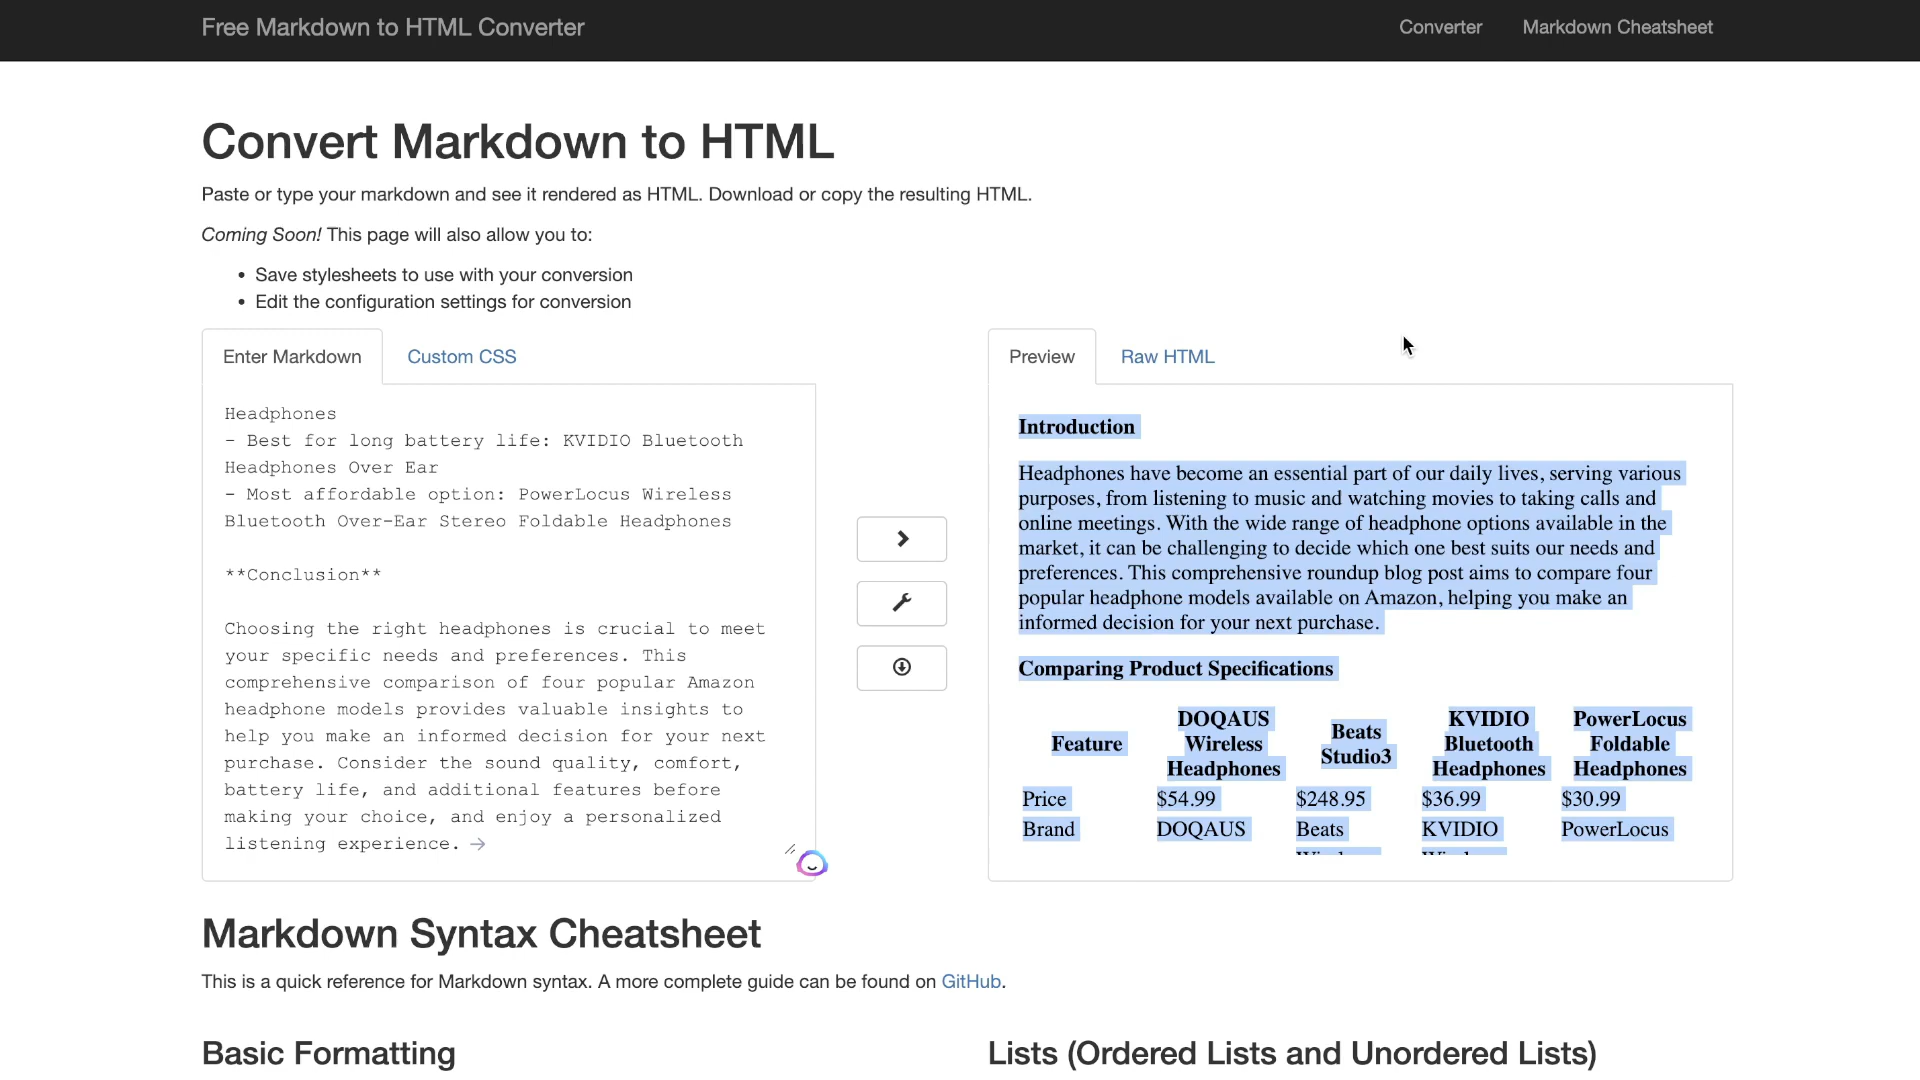 Free Markdown to HTML Converter
Converter
Markdown Cheatsheet
Convert Markdown to HTML
Paste or type your markdown and see it rendered as HTML. Download or copy the resulting HTML.
Coming Soon! This page will also allow you to:
• Save stylesheets to use with your conversion
• Edit the configuration settings for conversion
Enter Markdown
Custom CSS
Headphones
- Best for long battery life: KVIDIO Bluetooth
Headphones Over Ear
- Most affordable option: PowerLocus Wireless
Bluetooth Over-Ear Stereo Foldable Headphones
**Conclusion**
Choosing the right headphones is crucial to meet
your specific needs and preferences. This
comprehensive comparison of four popular Amazon
headphone models provides valuable insights to
help you make an informed decision for your next
purchase. Consider the sound quality, comfort,
battery life, and additional features before
making your choice, and enjoy a personalized
listening experience. →
Preview
Raw HTML
Introduction
Headphones have become an essential part of our daily lives, serving various
purposes, from listening to music and watching movies to taking calls and
online meetings. With the wide range of headphone options available in the
market, it can be challenging to decide which one best suits our needs and
preferences. This comprehensive roundup blog post aims to compare four
popular headphone models available on Amazon, helping you make an
informed decision for your next purchase.
Comparing Product Specifications
Feature
DOQAUS
Wireless
Headphones
Beats
Studio3
KVIDIO
Bluetooth
Headphones
PowerLocus
Foldable
Headphones
Price $54.99 $248.95 $36.99 $30.99
Brand DOQAUS Beats KVIDIO PowerLocus
Markdown Syntax Cheatsheet
This is a quick reference for Markdown syntax. A more complete guide can be found on GitHub.
Basic Formatting
Lists (Ordered Lists and Unordered Lists)